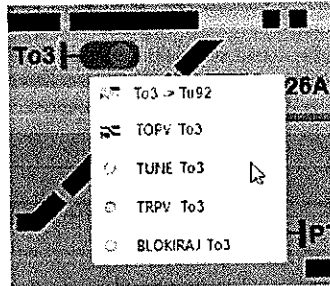 To3
To3 -> Tu92
26A
TOPV To3
TUNE To3
TRPV To3
BLOKIRAJ To3